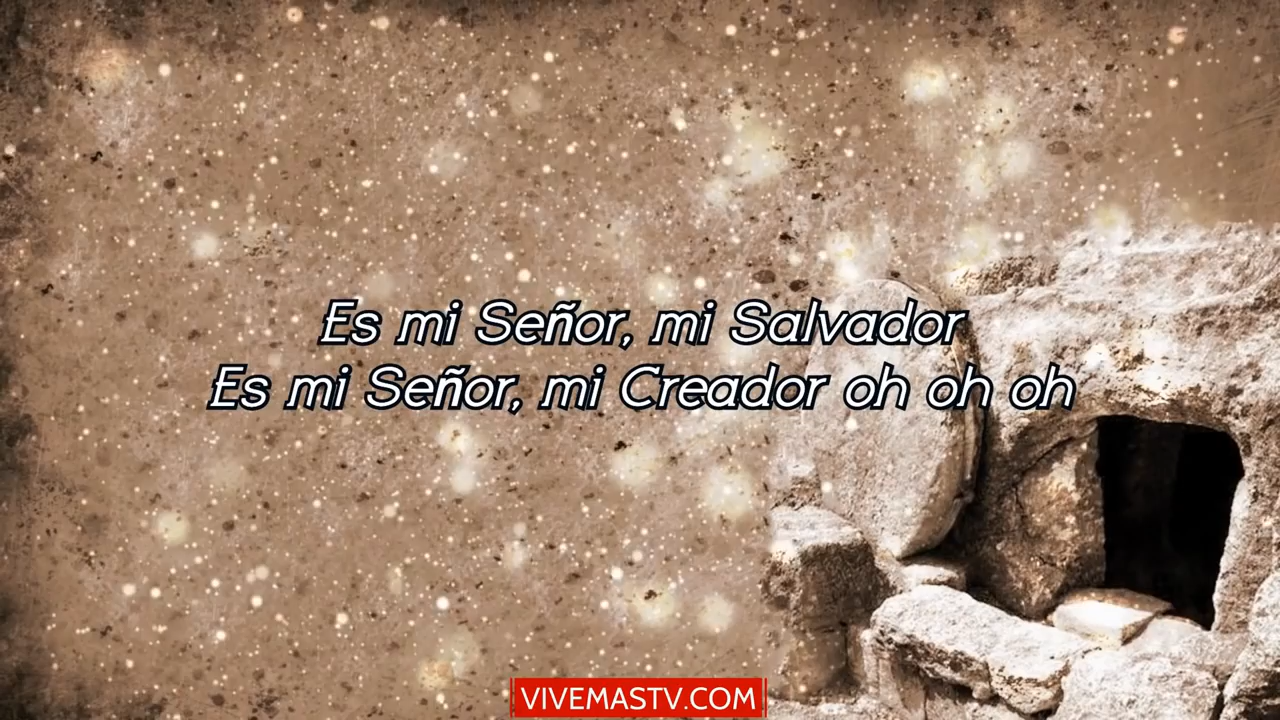 Es mi Señor, mi Salvador
Es mi Señor, mi Creador oh oh oh
VIVEMASTV.COM